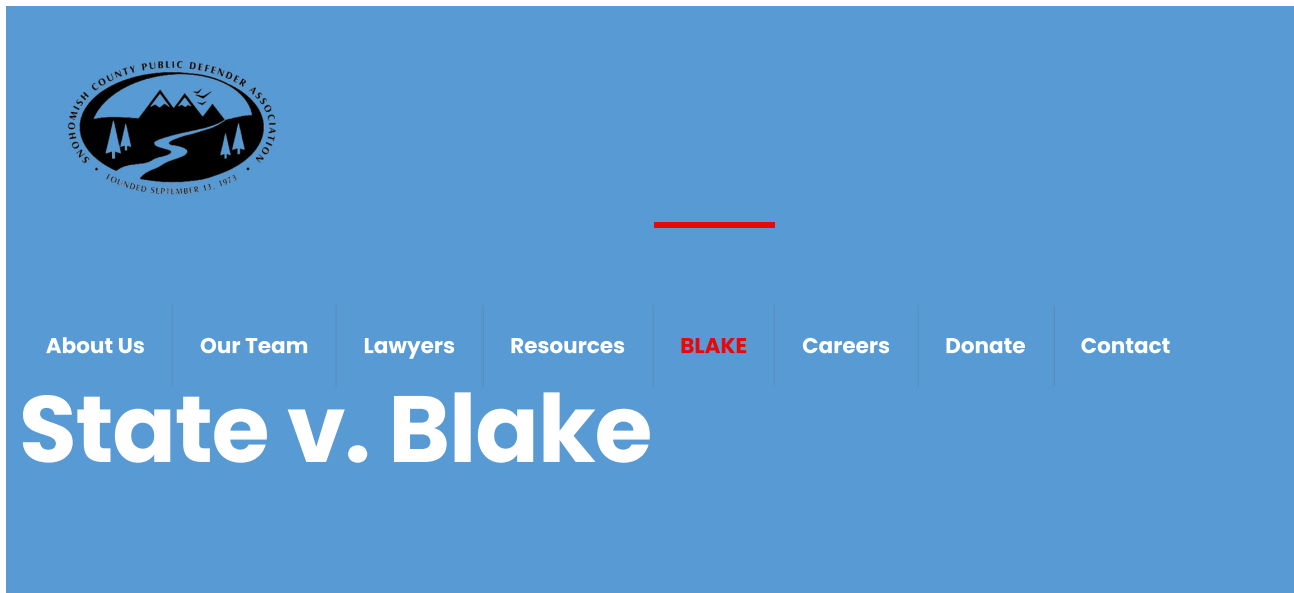 SNOHOMISH COUNTY PUBLIC DEFENDER ASSOCIATION
• FOUNDED SEPTEMBER 13, 1973 •
About Us
Our Team
Lawyers
Resources
BLAKE
Careers
Donate
Contact
State v. Blake